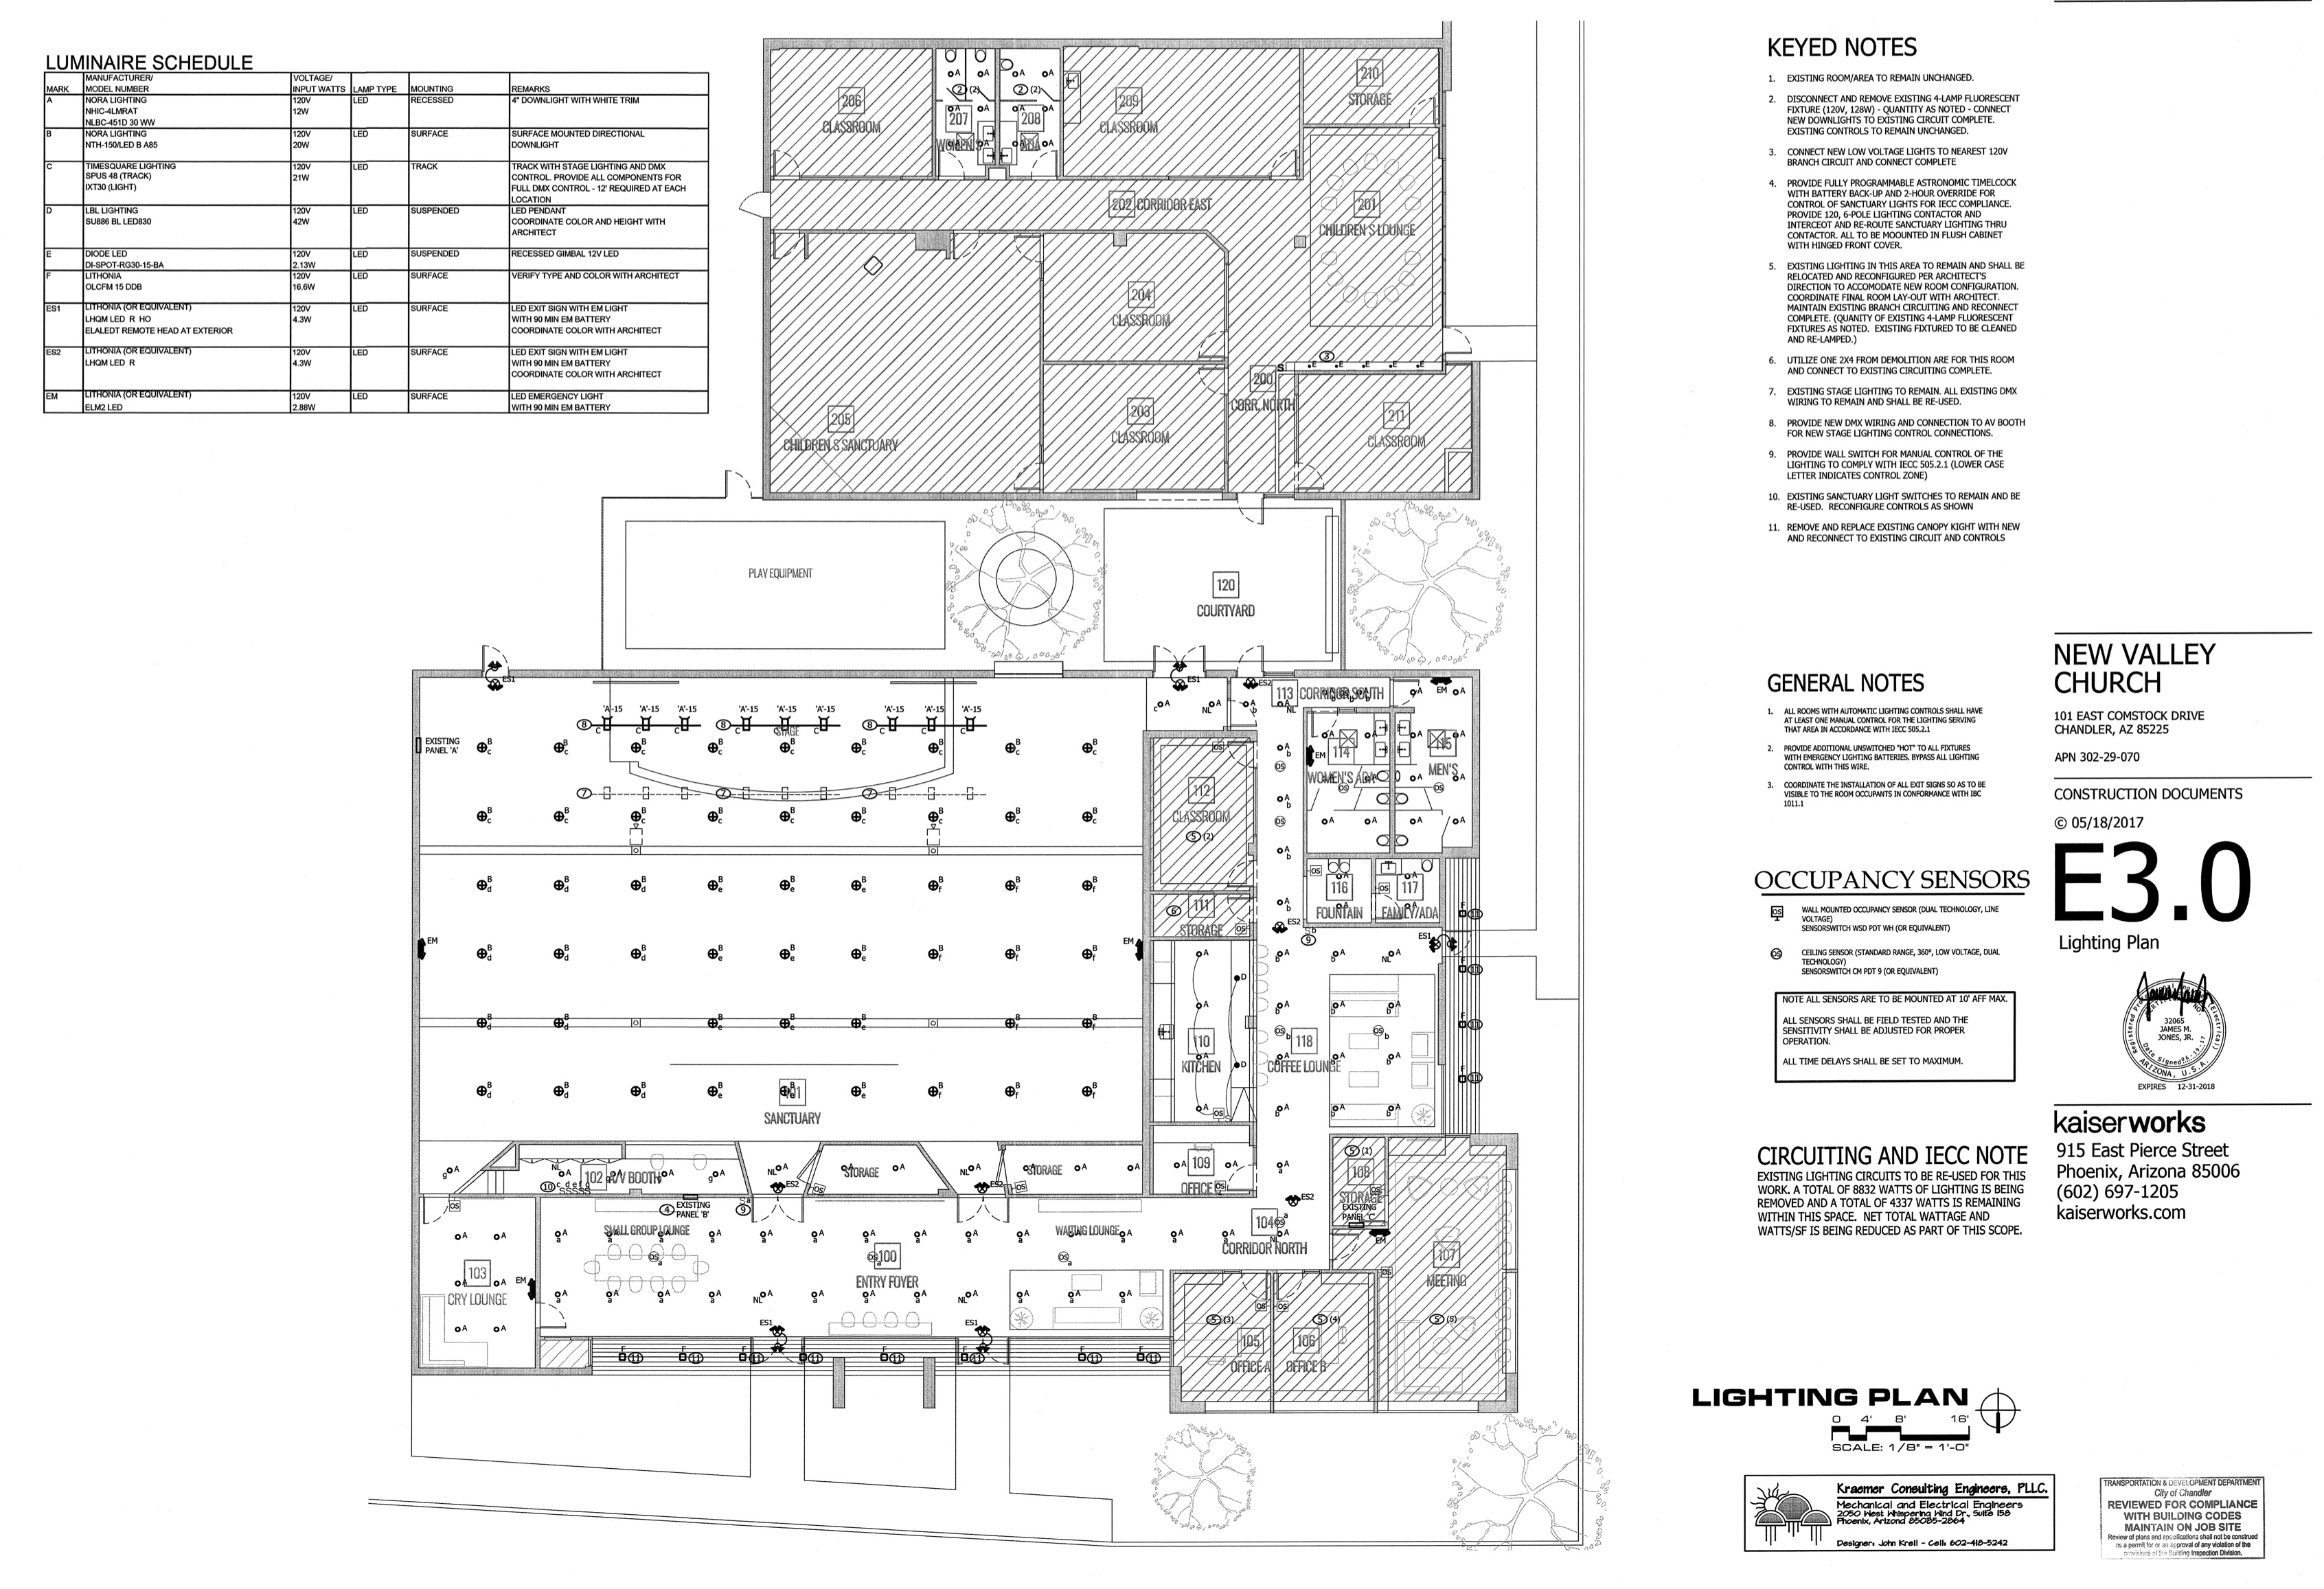 LUMINAIRE SCHEDULE
MARK
MANUFACTURER/
MODEL NUMBER
VOLTAGE/
INPUT WATTS
LAMP TYPE
MOUNTING
REMARKS
A
NORA LIGHTING
NHIC-4LMRAT
NLBC-451D 30 WW
120V
12W
LED
RECESSED
4" DOWNLIGHT WITH WHITE TRIM
B
NORA LIGHTING
NTH-150/LED B A85
120V
20W
LED
SURFACE
SURFACE MOUNTED DIRECTIONAL
DOWNLIGHT
C
TIMESQUARE LIGHTING
SPUS 48 (TRACK)
IXT30 (LIGHT)
120V
21W
LED
TRACK
TRACK WITH STAGE LIGHTING AND DMX
CONTROL. PROVIDE ALL COMPONENTS FOR
FULL DMX CONTROL - 12' REQUIRED AT EACH
LOCATION
D
LBL LIGHTING
SU886 BL LED830
120V
42W
LED
SUSPENDED
LED PENDANT
COORDINATE COLOR AND HEIGHT WITH
ARCHITECT
E
DIODE LED
DI-SPOT-RG30-15-BA
120V
2.13W
LED
SUSPENDED
RECESSED GIMBAL 12V LED
F
LITHONIA
OLCFM 15 DDB
120V
16.6W
LED
SURFACE
VERIFY TYPE AND COLOR WITH ARCHITECT
ES1
LITHONIA (OR EQUIVALENT)
LHQM LED R HO
ELALEDT REMOTE HEAD AT EXTERIOR
120V
4.3W
LED
SURFACE
LED EXIT SIGN WITH EM LIGHT
WITH 90 MIN EM BATTERY
COORDINATE COLOR WITH ARCHITECT
ES2
LITHONIA (OR EQUIVALENT)
LHQM LED R
120V
4.3W
LED
SURFACE
LED EXIT SIGN WITH EM LIGHT
WITH 90 MIN EM BATTERY
COORDINATE COLOR WITH ARCHITECT
EM
LITHONIA (OR EQUIVALENT)
ELM2 LED
120V
2.88W
LED
SURFACE
LED EMERGENCY LIGHT
WITH 90 MIN EM BATTERY
206
CLASSROOM
207
208
209
CLASSROOM
210
STORAGE
202 CORRIDOR EAST
201
CHILDREN'S LOUNGE
204
CLASSROOM
203
CLASSROOM
205
CHILDREN'S SANCTUARY
200
CORR. NORTH
211
CLASSROOM
PLAY EQUIPMENT
120
COURTYARD
EXISTING
PANEL 'A'
'A'-15 'A'-15 'A'-15 'A'-15 'A'-15 'A'-15 'A'-15 'A'-15 'A'-15
STAGE
113 CORRIDOR SOUTH
112
CLASSROOM
114
WOMEN'S ADA
115
MEN'S
111
STORAGE
116
FOUNTAIN
117
FAMILY/ADA
110
KITCHEN
118
COFFEE LOUNGE
101
SANCTUARY
102 A/V BOOTH
STORAGE
STORAGE
109
OFFICE C
108
STORAGE
EXISTING
PANEL 'C'
EXISTING
PANEL 'B'
SMALL GROUP LOUNGE
WAITING LOUNGE
104
CORRIDOR NORTH
103
CRY LOUNGE
100
ENTRY FOYER
107
MEETING
105
OFFICE A
106
OFFICE B
KEYED NOTES
1. EXISTING ROOM/AREA TO REMAIN UNCHANGED.
2. DISCONNECT AND REMOVE EXISTING 4-LAMP FLUORESCENT
FIXTURE (120V, 128W) - QUANTITY AS NOTED - CONNECT
NEW DOWNLIGHTS TO EXISTING CIRCUIT COMPLETE.
EXISTING CONTROLS TO REMAIN UNCHANGED.
3. CONNECT NEW LOW VOLTAGE LIGHTS TO NEAREST 120V
BRANCH CIRCUIT AND CONNECT COMPLETE
4. PROVIDE FULLY PROGRAMMABLE ASTRONOMIC TIMELCOCK
WITH BATTERY BACK-UP AND 2-HOUR OVERRIDE FOR
CONTROL OF SANCTUARY LIGHTS FOR IECC COMPLIANCE.
PROVIDE 120, 6-POLE LIGHTING CONTACTOR AND
INTERCEOT AND RE-ROUTE SANCTUARY LIGHTING THRU
CONTACTOR. ALL TO BE MOOUNTED IN FLUSH CABINET
WITH HINGED FRONT COVER.
5. EXISTING LIGHTING IN THIS AREA TO REMAIN AND SHALL BE
RELOCATED AND RECONFIGURED PER ARCHITECT'S
DIRECTION TO ACCOMODATE NEW ROOM CONFIGURATION.
COORDINATE FINAL ROOM LAY-OUT WITH ARCHITECT.
MAINTAIN EXISTING BRANCH CIRCUITING AND RECONNECT
COMPLETE. (QUANITY OF EXISTING 4-LAMP FLUORESCENT
FIXTURES AS NOTED. EXISTING FIXTURED TO BE CLEANED
AND RE-LAMPED.)
6. UTILIZE ONE 2X4 FROM DEMOLITION ARE FOR THIS ROOM
AND CONNECT TO EXISTING CIRCUITING COMPLETE.
7. EXISTING STAGE LIGHTING TO REMAIN. ALL EXISTING DMX
WIRING TO REMAIN AND SHALL BE RE-USED.
8. PROVIDE NEW DMX WIRING AND CONNECTION TO AV BOOTH
FOR NEW STAGE LIGHTING CONTROL CONNECTIONS.
9. PROVIDE WALL SWITCH FOR MANUAL CONTROL OF THE
LIGHTING TO COMPLY WITH IECC 505.2.1 (LOWER CASE
LETTER INDICATES CONTROL ZONE)
10. EXISTING SANCTUARY LIGHT SWITCHES TO REMAIN AND BE
RE-USED. RECONFIGURE CONTROLS AS SHOWN
11. REMOVE AND REPLACE EXISTING CANOPY KIGHT WITH NEW
AND RECONNECT TO EXISTING CIRCUIT AND CONTROLS
GENERAL NOTES
1. ALL ROOMS WITH AUTOMATIC LIGHTING CONTROLS SHALL HAVE
AT LEAST ONE MANUAL CONTROL FOR THE LIGHTING SERVING
THAT AREA IN ACCORDANCE WITH IECC 505.2.1
2. PROVIDE ADDITIONAL UNSWITCHED "HOT" TO ALL FIXTURES
WITH EMERGENCY LIGHTING BATTERIES. BYPASS ALL LIGHTING
CONTROL WITH THIS WIRE.
3. COORDINATE THE INSTALLATION OF ALL EXIT SIGNS SO AS TO BE
VISIBLE TO THE ROOM OCCUPANTS IN CONFORMANCE WITH IBC
1011.1
OCCUPANCY SENSORS
OS WALL MOUNTED OCCUPANCY SENSOR (DUAL TECHNOLOGY, LINE
VOLTAGE)
SENSORSWITCH WSD PDT WH (OR EQUIVALENT)
OS CEILING SENSOR (STANDARD RANGE, 360°, LOW VOLTAGE, DUAL
TECHNOLOGY)
SENSORSWITCH CM PDT 9 (OR EQUIVALENT)
NOTE ALL SENSORS ARE TO BE MOUNTED AT 10' AFF MAX.
ALL SENSORS SHALL BE FIELD TESTED AND THE
SENSITIVITY SHALL BE ADJUSTED FOR PROPER
OPERATION.
ALL TIME DELAYS SHALL BE SET TO MAXIMUM.
CIRCUITING AND IECC NOTE
EXISTING LIGHTING CIRCUITS TO BE RE-USED FOR THIS
WORK. A TOTAL OF 8832 WATTS OF LIGHTING IS BEING
REMOVED AND A TOTAL OF 4337 WATTS IS REMAINING
WITHIN THIS SPACE. NET TOTAL WATTAGE AND
WATTS/SF IS BEING REDUCED AS PART OF THIS SCOPE.
LIGHTING PLAN
0 4' 8' 16'
SCALE: 1/8" = 1'-0"
Kraemer Consulting Engineers, PLLC.
Mechanical and Electrical Engineers
2050 West Whispering Wind Dr., Suite 158
Phoenix, Arizona 85085-2864
Designer: John Krell - Cell: 602-418-5242
NEW VALLEY
CHURCH
101 EAST COMSTOCK DRIVE
CHANDLER, AZ 85225
APN 302-29-070
CONSTRUCTION DOCUMENTS
© 05/18/2017
E3.0
Lighting Plan
32065
JAMES M.
JONES, JR.
ARIZONA, U.S.A.
EXPIRES 12-31-2018
kaiserworks
915 East Pierce Street
Phoenix, Arizona 85006
(602) 697-1205
kaiserworks.com
TRANSPORTATION & DEVELOPMENT DEPARTMENT
City of Chandler
REVIEWED FOR COMPLIANCE
WITH BUILDING CODES
MAINTAIN ON JOB SITE
Review of plans and specifications shall not be construed
as a permit for or an approval of any violation of the
provisions of the Building Inspection Division.